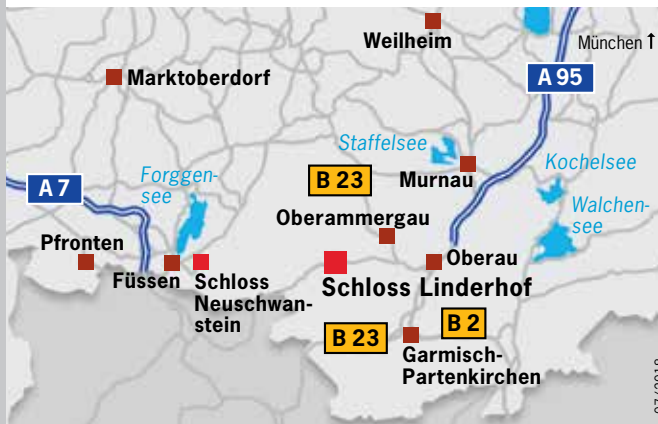 Weilheim
München ↑
Marktoberdorf
A 95
Staffelsee
Forggen-
see
Kochelsee
A 7
B 23
Murnau
Walchen-
see
Oberammergau
Pfronten
Füssen
Schloss
Neuschwan-
stein
Schloss Linderhof
Oberau
B 23
B 2
Garmisch-
Partenkirchen